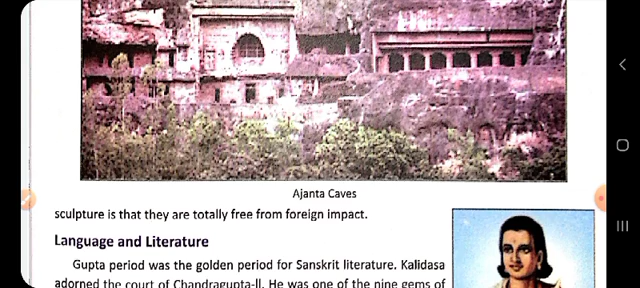 Ajanta Caves
sculpture is that they are totally free from foreign impact.
Language and Literature
Gupta period was the golden period for Sanskrit literature. Kalidasa
adorned the court of Chandragupta-II. He was one of the nine gems of